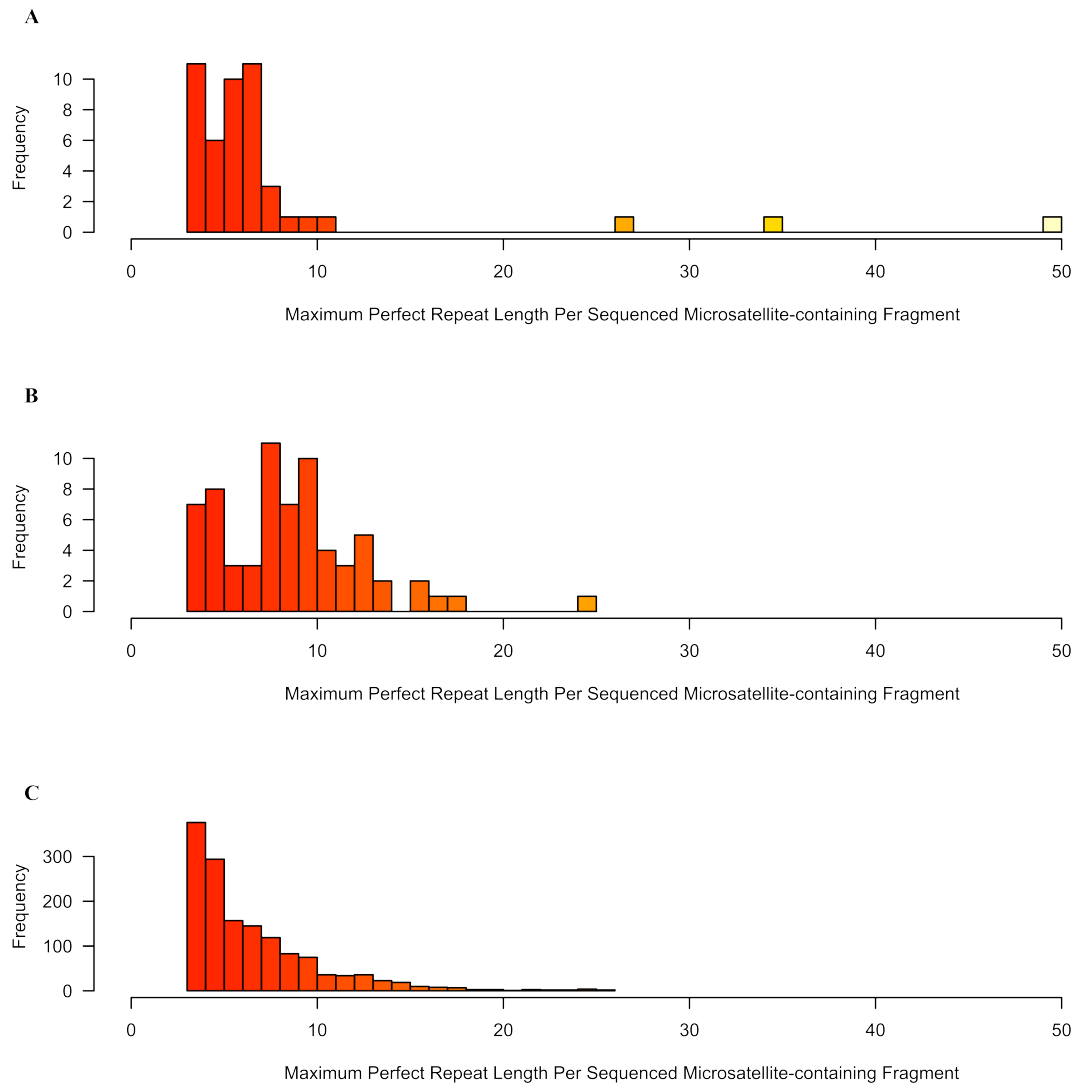 A
Frequency
10
8
6
4
2
0
0 10 20 30 40 50
Maximum Perfect Repeat Length Per Sequenced Microsatellite-containing Fragment
B
Frequency
10
8
6
4
2
0
0 10 20 30 40 50
Maximum Perfect Repeat Length Per Sequenced Microsatellite-containing Fragment
C
Frequency
300
200
100
0
0 10 20 30 40 50
Maximum Perfect Repeat Length Per Sequenced Microsatellite-containing Fragment